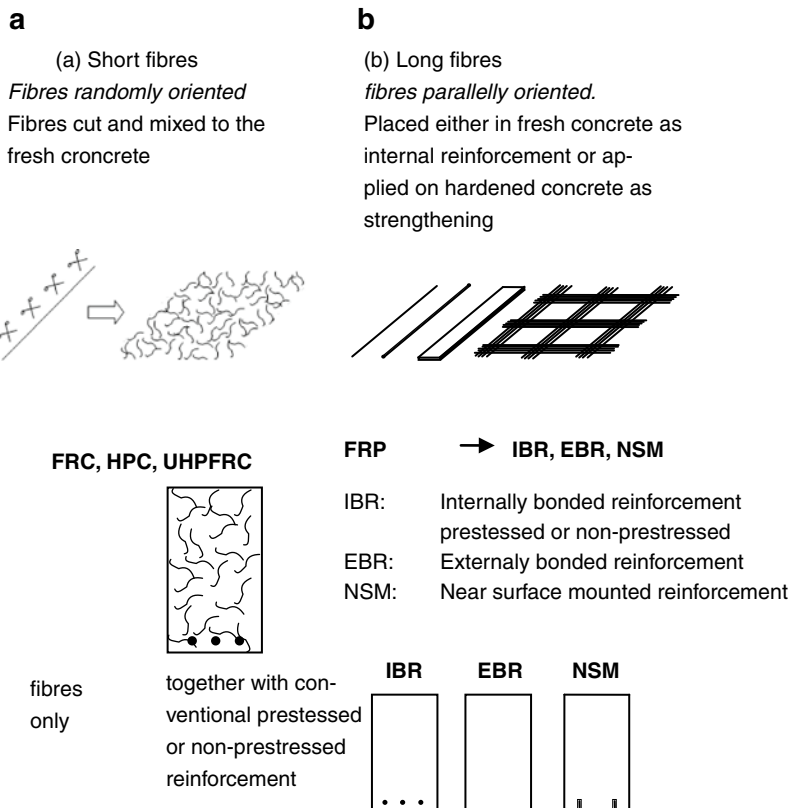 a
(a) Short fibres
Fibres randomly oriented
Fibres cut and mixed to the
fresh croncrete
b
(b) Long fibres
fibres parallelly oriented.
Placed either in fresh concrete as
internal reinforcement or ap-
plied on hardened concrete as
strengthening
FRC, HPC, UHPFRC
fibres
only
together with con-
ventional prestessed
or non-prestressed
reinforcement
FRP → IBR, EBR, NSM
IBR: Internally bonded reinforcement
prestessed or non-prestressed
EBR: Externaly bonded reinforcement
NSM: Near surface mounted reinforcement
IBR EBR NSM